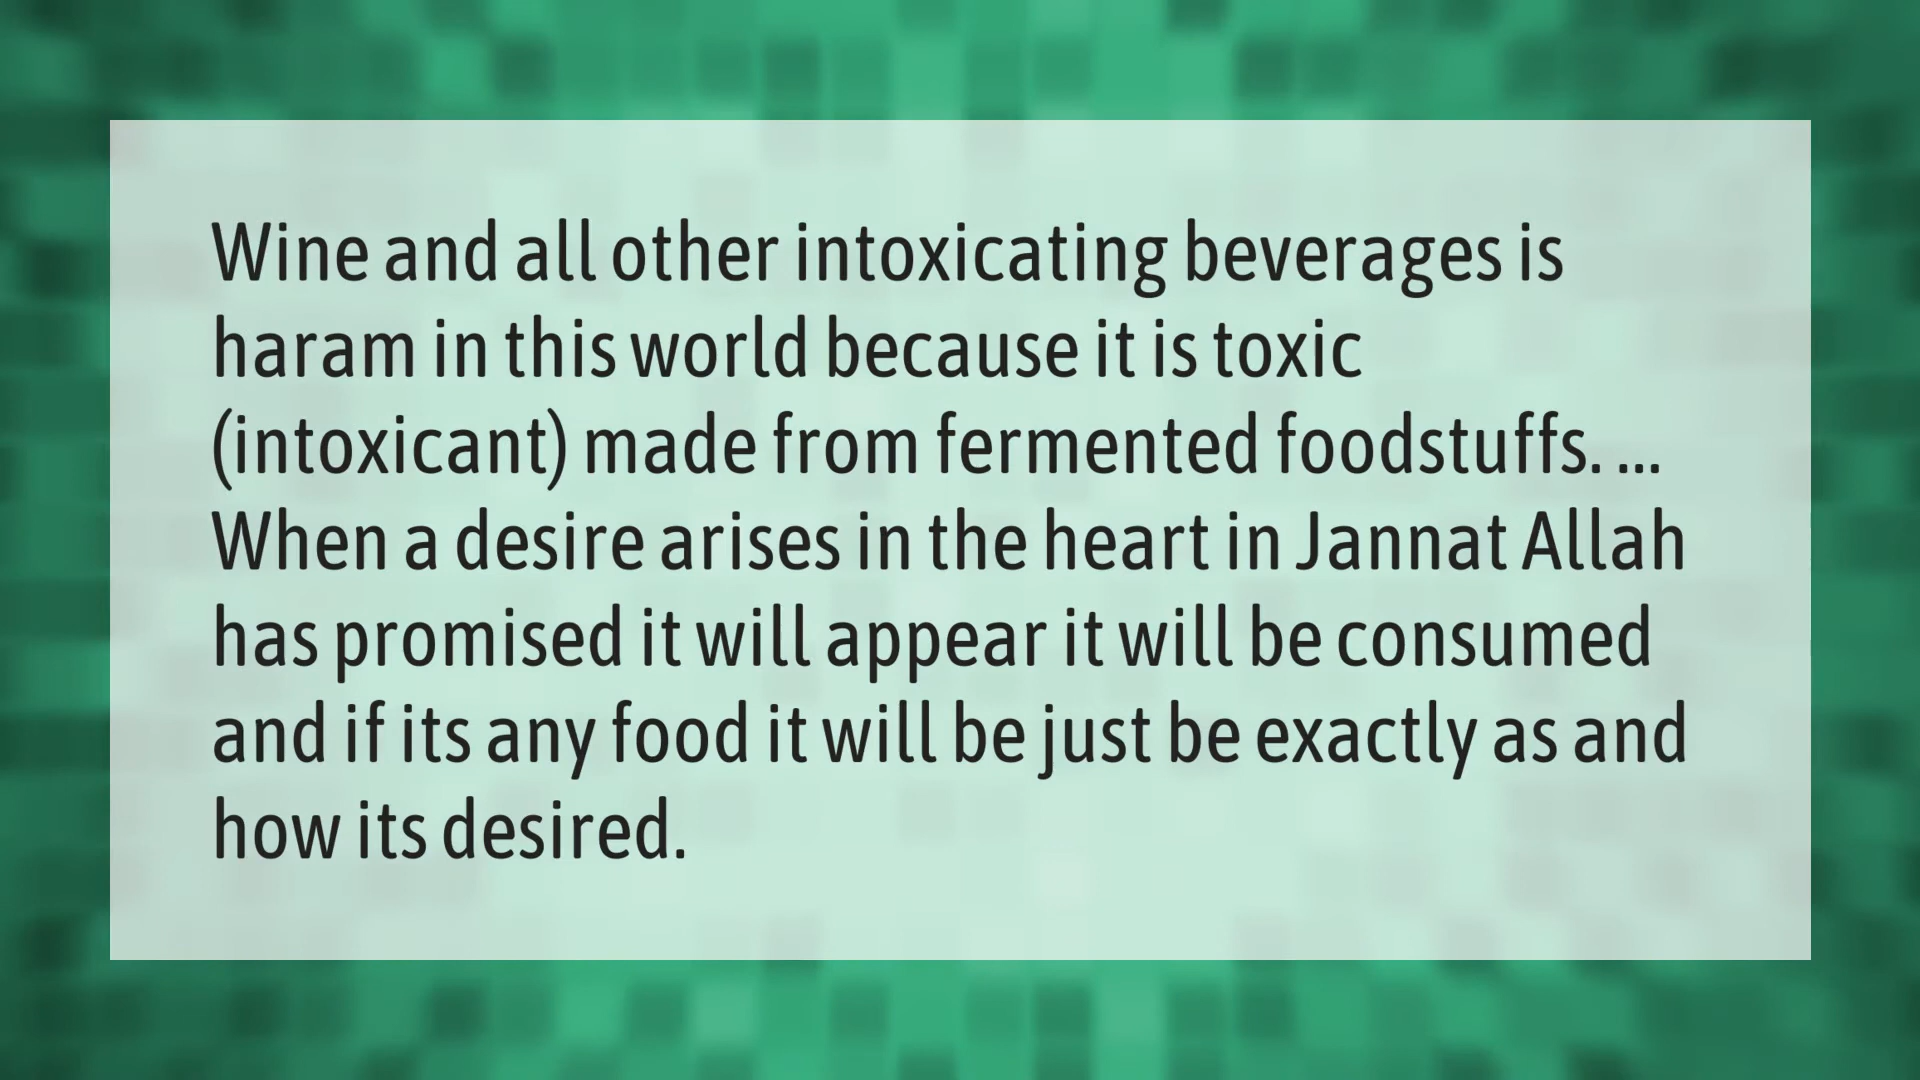 Wine and all other intoxicating beverages is
haram in this world because it is toxic
(intoxicant) made from fermented foodstuffs. ...
When a desire arises in the heart in Jannat Allah
has promised it will appear it will be consumed
and if its any food it will be just be exactly as and
how its desired.